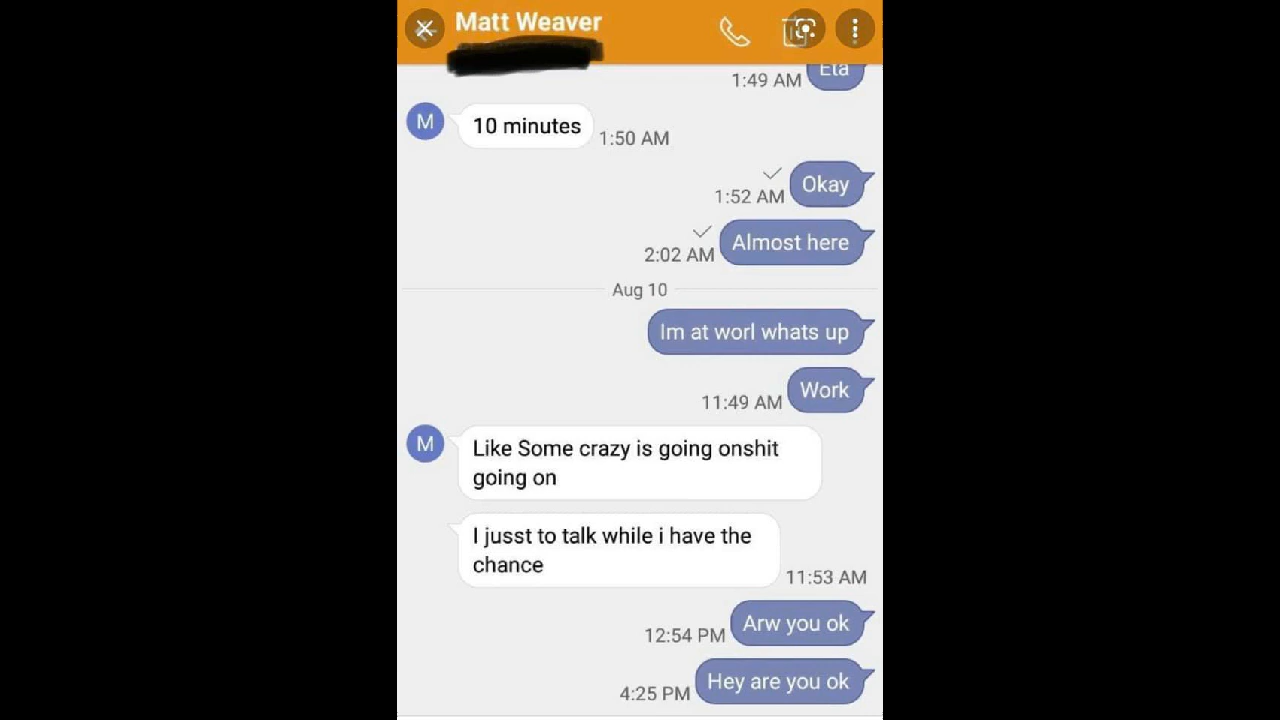 Matt Weaver
Eta
1:49 AM
M
10 minutes
1:50 AM
Okay
1:52 AM
Almost here
2:02 AM
Aug 10
Im at worl whats up
Work
11:49 AM
M
Like Some crazy is going onshit
going on
I jusst to talk while i have the
chance
11:53 AM
Arw you ok
12:54 PM
Hey are you ok
4:25 PM